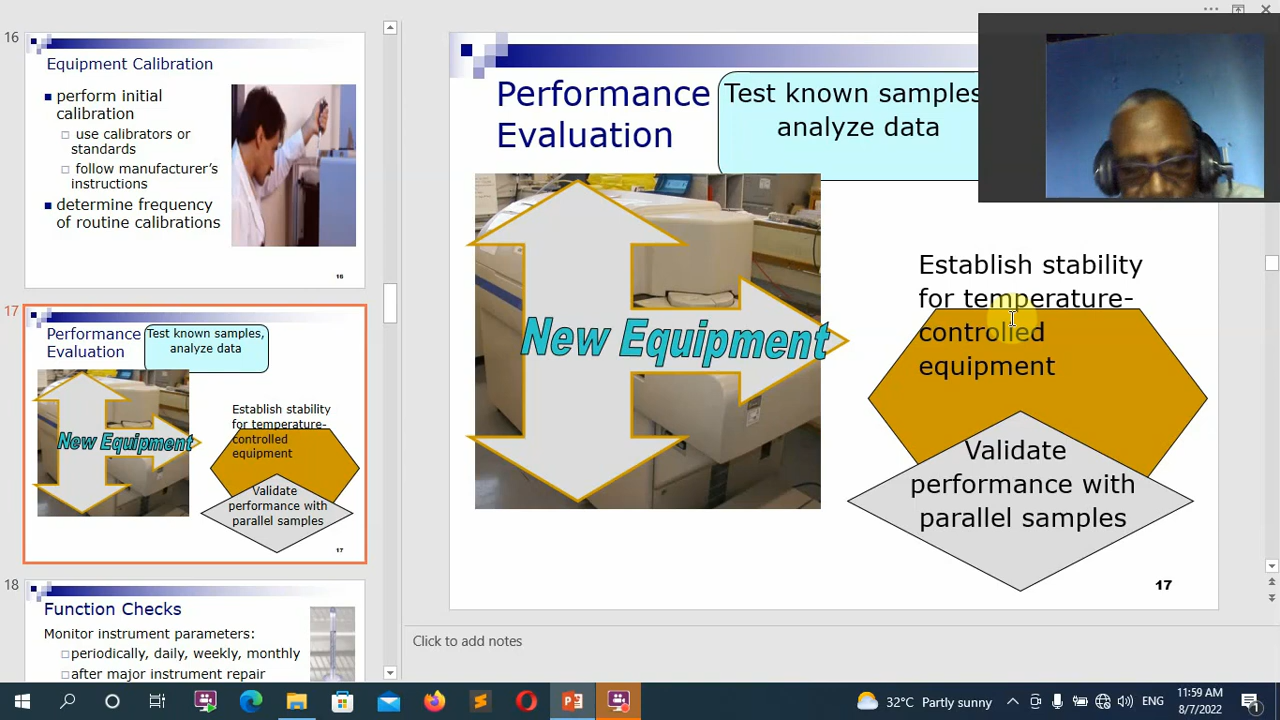 16
Equipment Calibration
perform initial
calibration
use calibrators or
standards
follow manufacturer's
instructions
determine frequency
of routine calibrations
16
17
Performance
Evaluation
Test known samples,
analyze data
New Equipment
Establish stability
for temperature-
controlled
equipment
Validate
performance with
parallel samples
17
18
Function Checks
Monitor instrument parameters:
periodically, daily, weekly, monthly
after major instrument repair
Performance
Evaluation
Test known samples
analyze data
New Equipment
Establish stability
for temperature-
controlled
equipment
Validate
performance with
parallel samples
17
Click to add notes
32°C Partly sunny
ENG
11:59 AM
8/7/2022